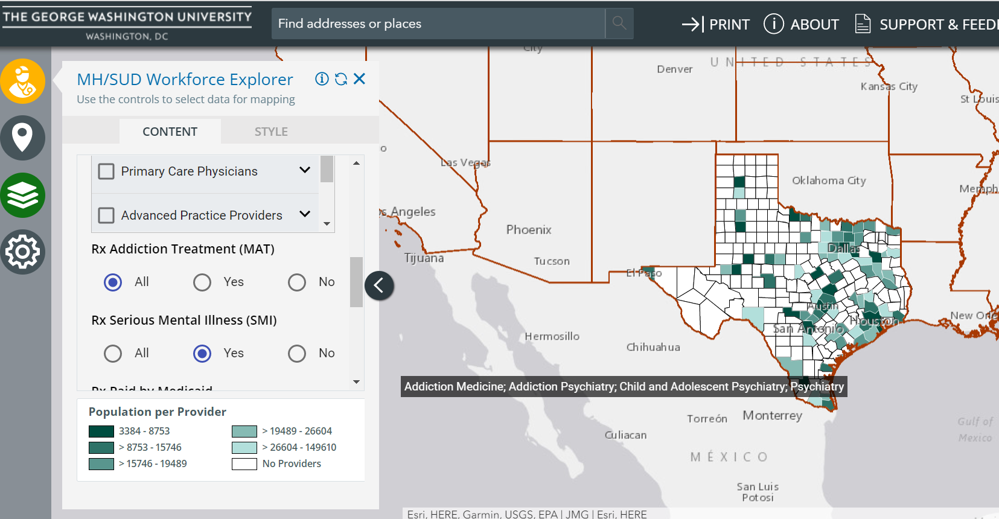 THE GEORGE WASHINGTON UNIVERSITY
WASHINGTON, DC
Find addresses or places
PRINT
ABOUT
SUPPORT & FEED
MH/SUD Workforce Explorer
Use the controls to select data for mapping
CONTENT
STYLE
Primary Care Physicians
Advanced Practice Providers
Rx Addiction Treatment (MAT)
All
Yes
No
Rx Serious Mental Illness (SMI)
All
Yes
No
Rx Paid by Medicaid
Population per Provider
3384 - 8753
> 8753 - 15746
> 15746 - 19489
> 19489 - 26604
> 26604 - 149610
No Providers
City
Denver
UNITED STATES
Kansas City
St Louis
o
Las Vegas
Oklahoma City
Memph
s Angeles
Phoenix
Dallas
Tijuana
Tucson
El Paso
Austin
Houston
New Orle
San Antonio
Hermosillo
Chihuahua
Addiction Medicine; Addiction Psychiatry; Child and Adolescent Psychiatry; Psychiatry
Torreón
Monterrey
Culiacan
Gulf of
Mexico
MÉXICO
San Luis
Potosi
Esri, HERE, Garmin, USGS, EPA | JMG | Esri, HERE